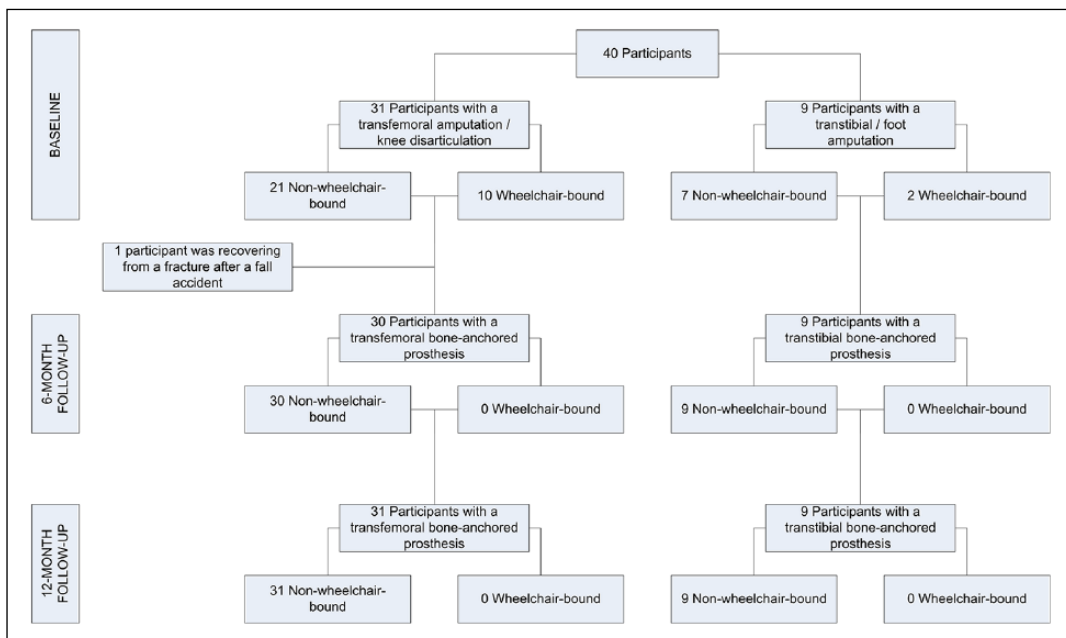 BASELINE
40 Participants
31 Participants with a
transfemoral amputation /
knee disarticulation
9 Participants with a
transtibial / foot
amputation
21 Non-wheelchair-
bound
10 Wheelchair-bound
7 Non-wheelchair-bound
2 Wheelchair-bound
1 participant was recovering
from a fracture after a fall
accident
6-MONTH
FOLLOW-UP
30 Participants with a
transfemoral bone-anchored
prosthesis
9 Participants with a
transtibial bone-anchored
prosthesis
30 Non-wheelchair-
bound
0 Wheelchair-bound
9 Non-wheelchair-bound
0 Wheelchair-bound
12-MONTH
FOLLOW-UP
31 Participants with a
transfemoral bone-anchored
prosthesis
9 Participants with a
transtibial bone-anchored
prosthesis
31 Non-wheelchair-
bound
0 Wheelchair-bound
9 Non-wheelchair-bound
0 Wheelchair-bound